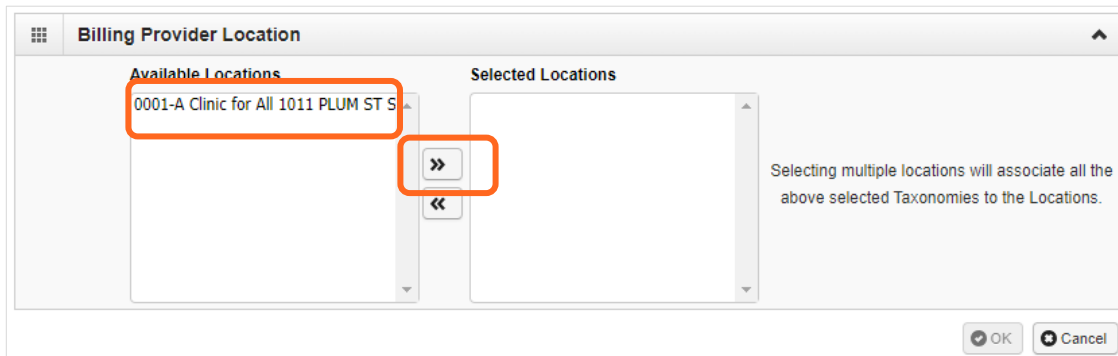 Billing Provider Location
Available Locations
Selected Locations
0001-A Clinic for All 1011 PLUM ST S
»
«
Selecting multiple locations will associate all the
above selected Taxonomies to the Locations.
OK
Cancel